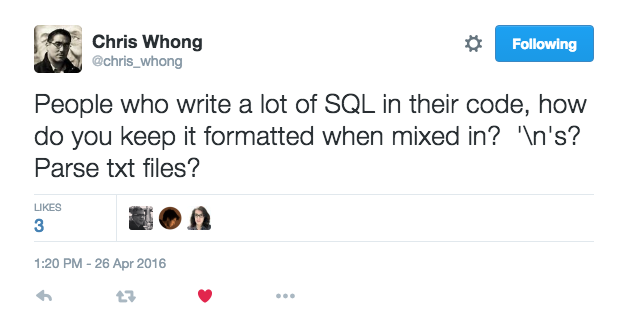 Chris Whong
@chris_whong
Following
People who write a lot of SQL in their code, how
do you keep it formatted when mixed in?  '\n's?
Parse txt files?
LIKES
3
1:20 PM - 26 Apr 2016